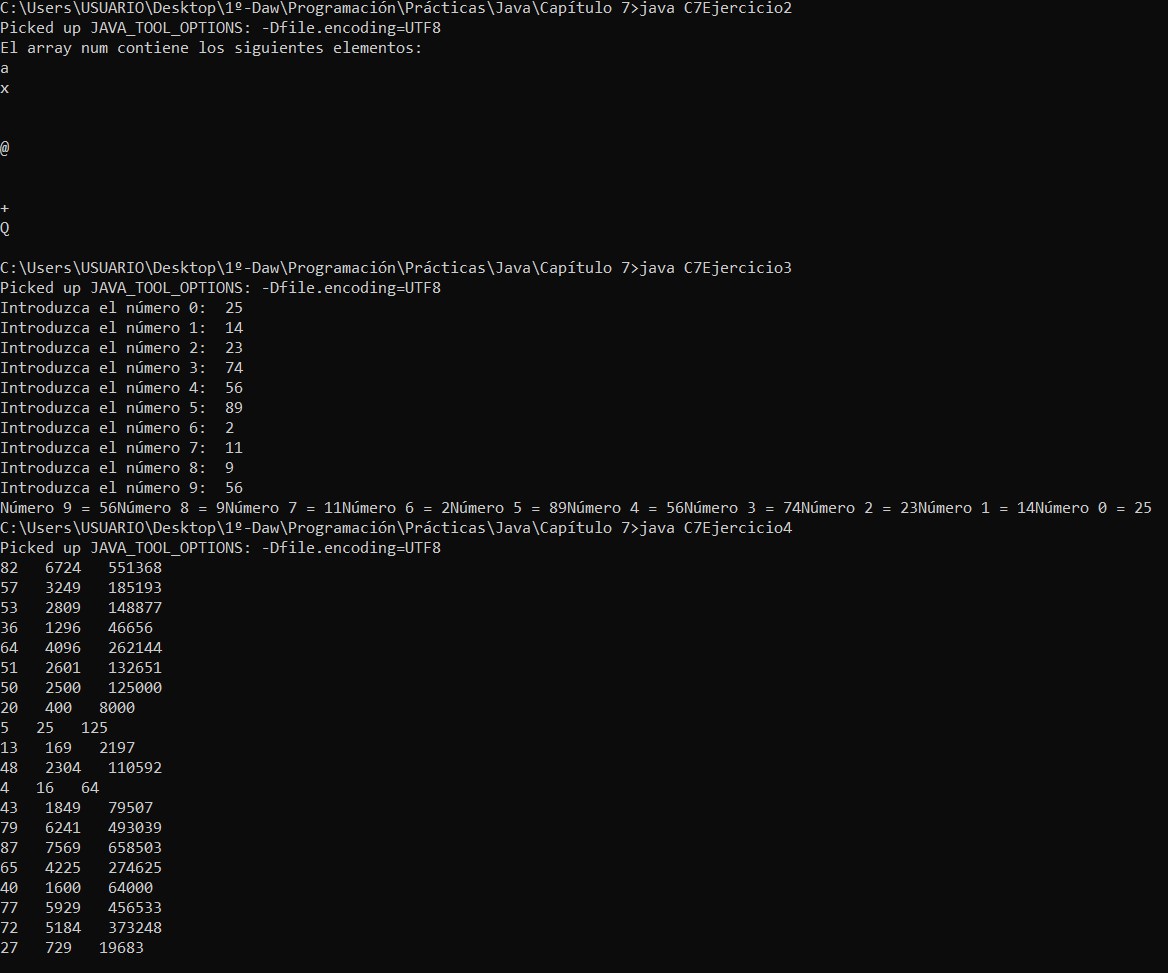 C:\Users\USUARIO\Desktop\1º-Daw\Programación\Prácticas\Java\Capítulo 7>java C7Ejercicio2
Picked up JAVA_TOOL_OPTIONS: -Dfile.encoding=UTF8
El array num contiene los siguientes elementos:
a
x
@
+
Q
C:\Users\USUARIO\Desktop\1º-Daw\Programación\Prácticas\Java\Capítulo 7>java C7Ejercicio3
Picked up JAVA_TOOL_OPTIONS: -Dfile.encoding=UTF8
Introduzca el número 0:  25
Introduzca el número 1:  14
Introduzca el número 2:  23
Introduzca el número 3:  74
Introduzca el número 4:  56
Introduzca el número 5:  89
Introduzca el número 6:  2
Introduzca el número 7:  11
Introduzca el número 8:  9
Introduzca el número 9:  56
Número 9 = 56Número 8 = 9Número 7 = 11Número 6 = 2Número 5 = 89Número 4 = 56Número 3 = 74Número 2 = 23Número 1 = 14Número 0 = 25
C:\Users\USUARIO\Desktop\1º-Daw\Programación\Prácticas\Java\Capítulo 7>java C7Ejercicio4
Picked up JAVA_TOOL_OPTIONS: -Dfile.encoding=UTF8
82   6724   551368
57   3249   185193
53   2809   148877
36   1296   46656
64   4096   262144
51   2601   132651
50   2500   125000
20   400   8000
5   25   125
13   169   2197
48   2304   110592
4   16   64
43   1849   79507
79   6241   493039
87   7569   658503
65   4225   274625
40   1600   64000
77   5929   456533
72   5184   373248
27   729   19683